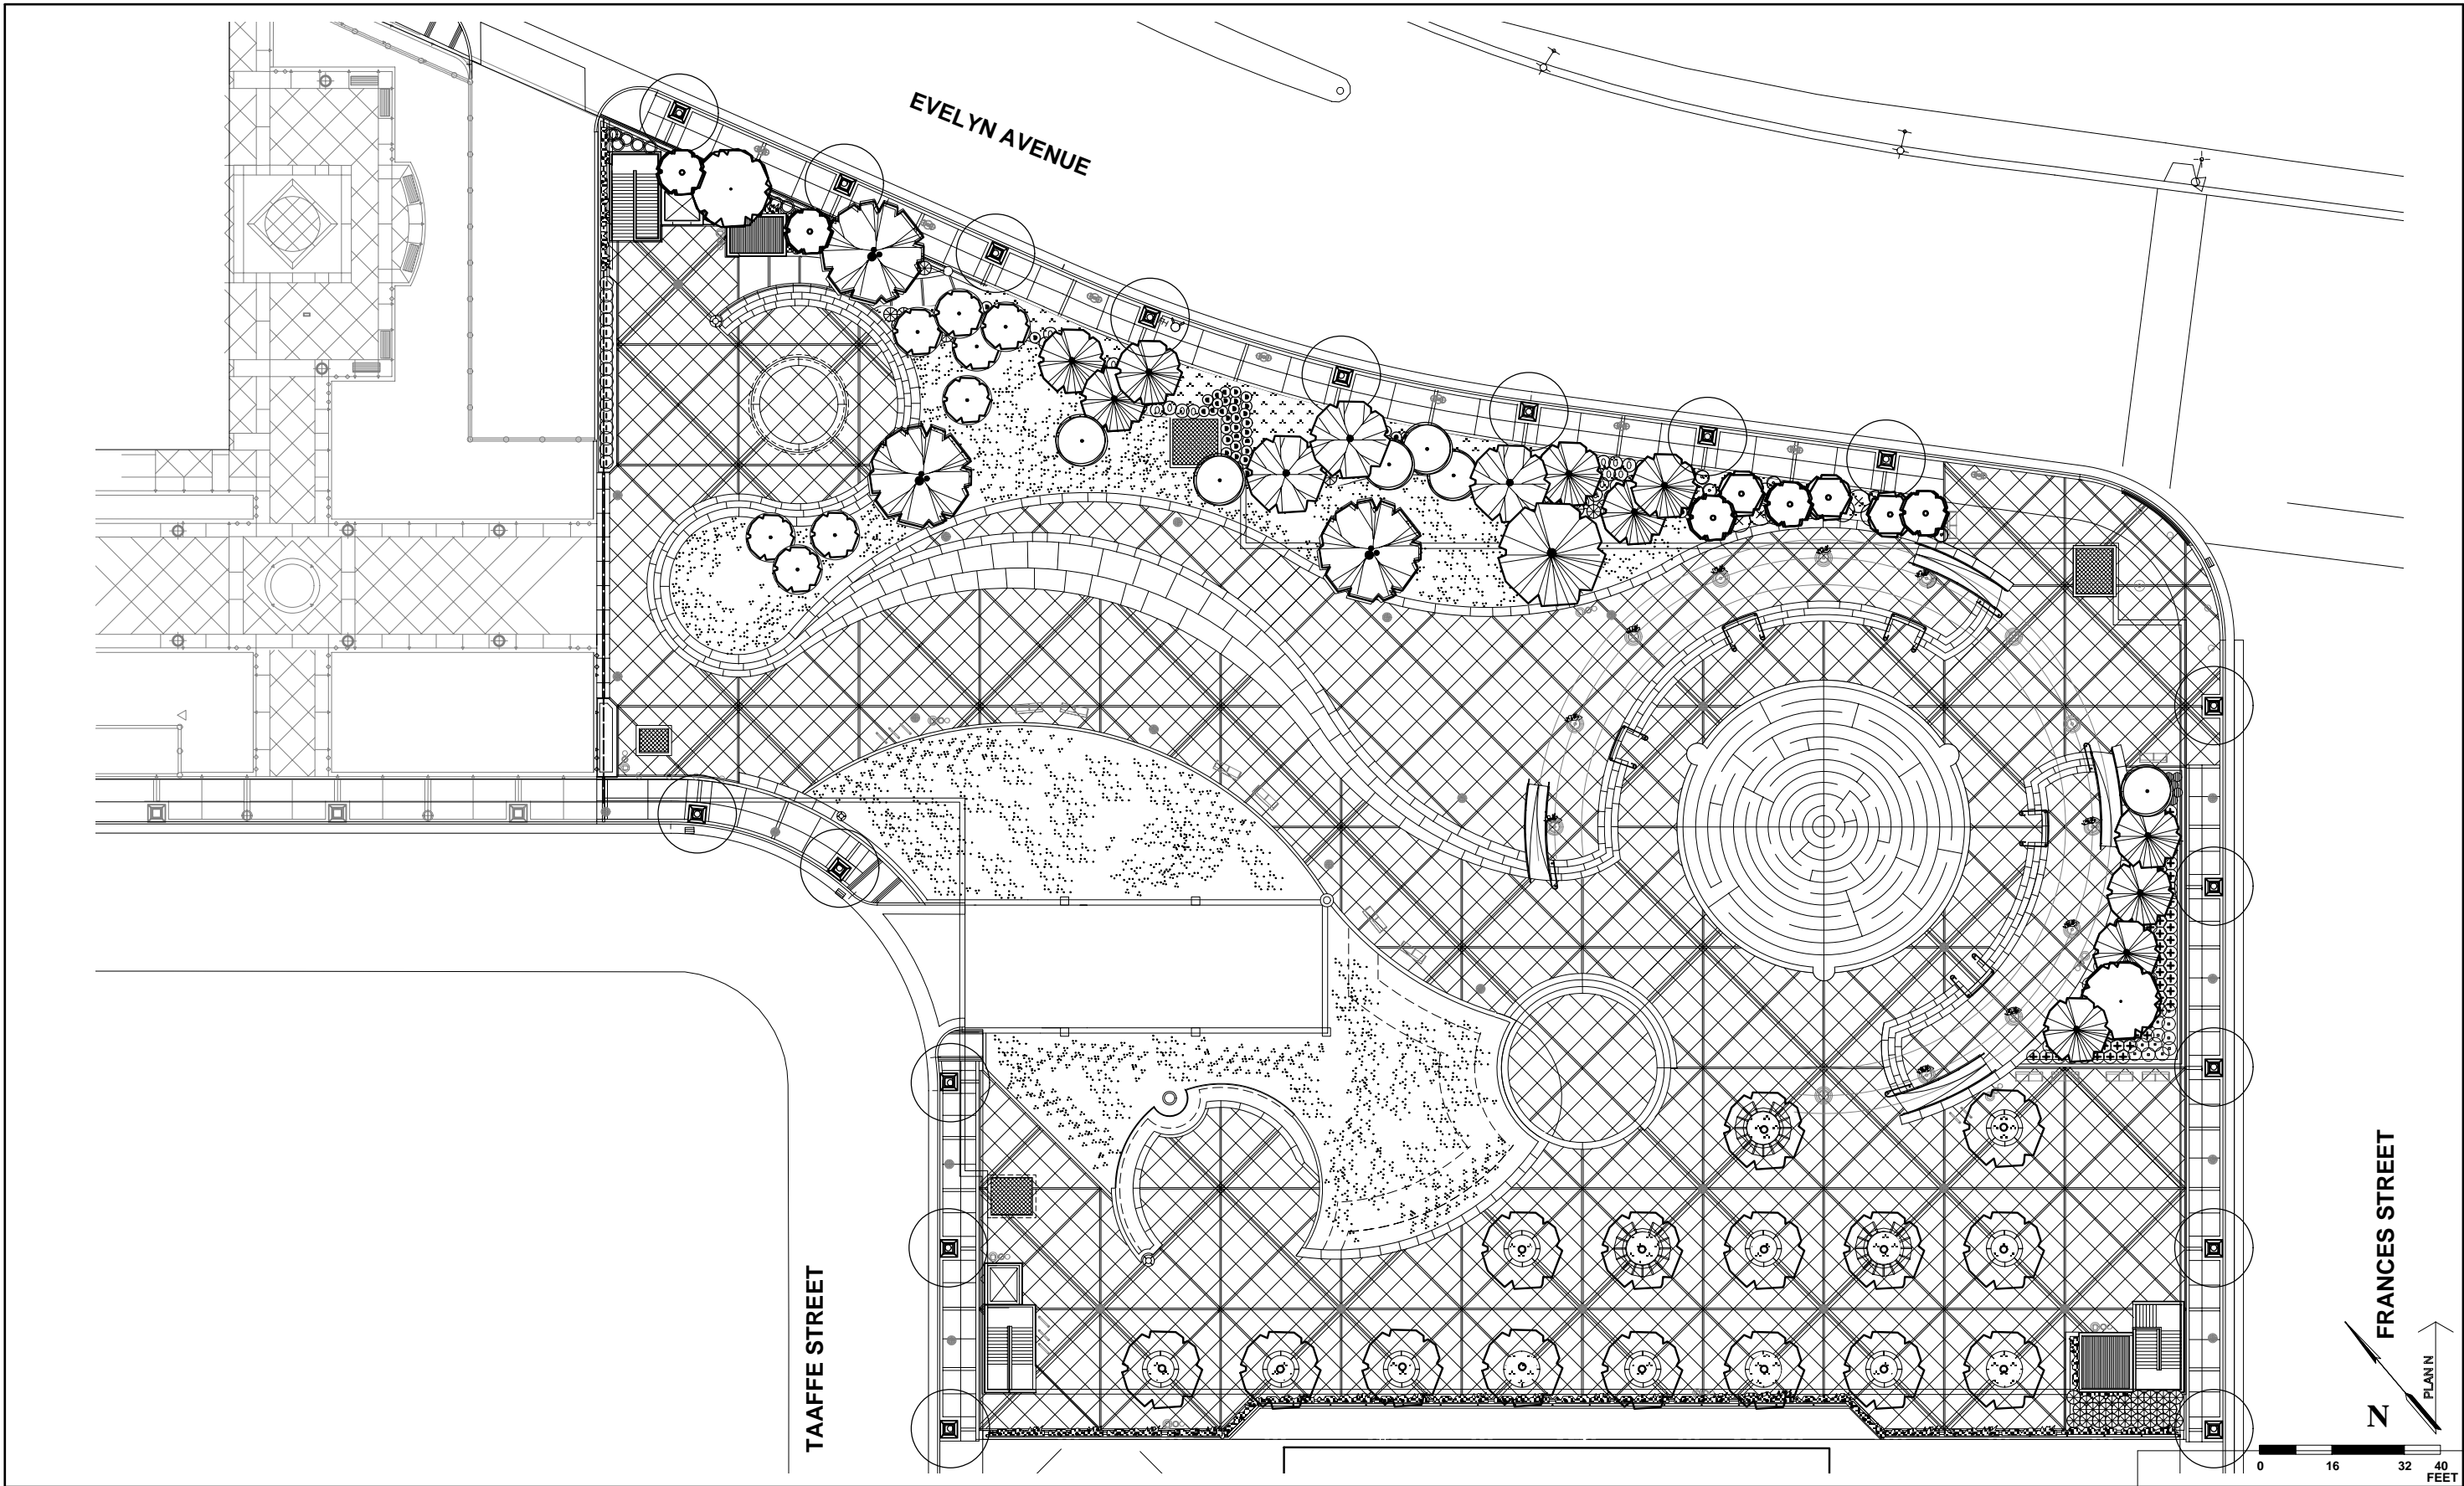 EVELYN AVENUE
TAAFFE STREET
FRANCES STREET
PLAN N
N
0 16 32 40
FEET